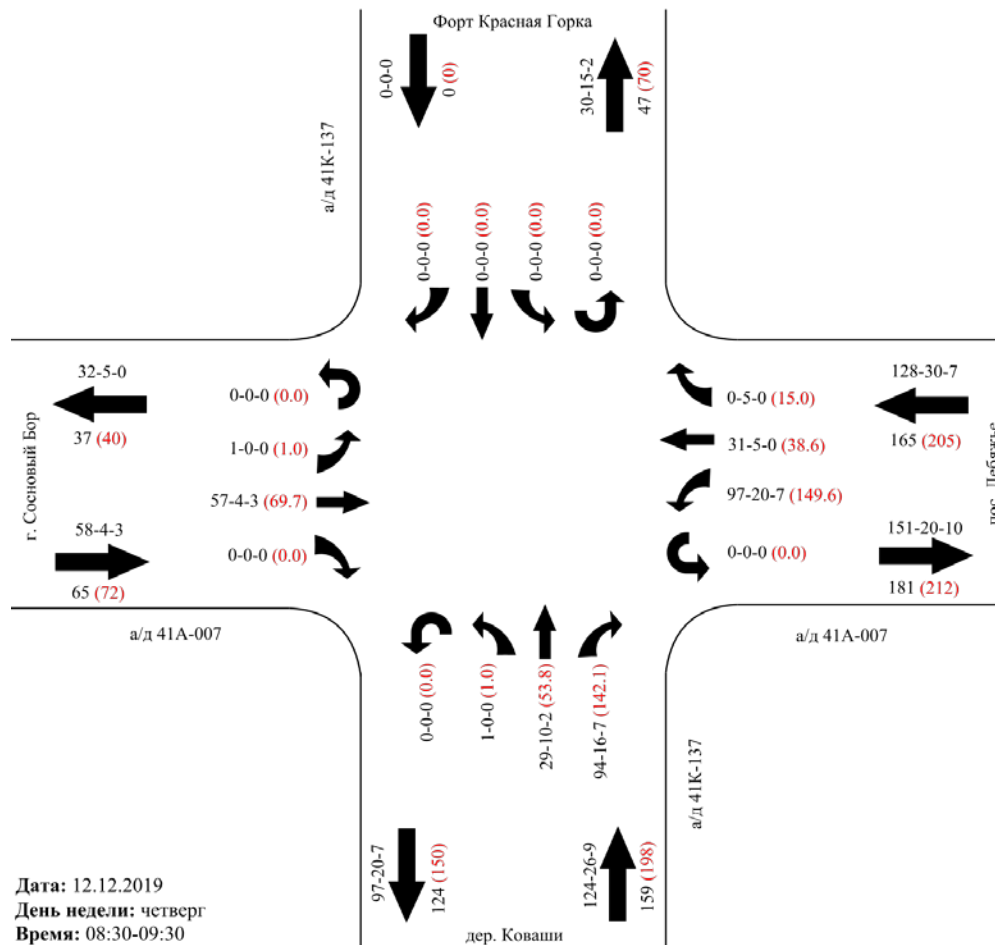 Форт Красная Горка
0-0-0
0 (0)
30-15-2
47 (70)
а/д 41К-137
0-0-0 (0.0)
0-0-0 (0.0)
0-0-0 (0.0)
0-0-0 (0.0)
32-5-0
37 (40)
г. Сосновый Бор
58-4-3
65 (72)
0-0-0 (0.0)
1-0-0 (1.0)
57-4-3 (69.7)
0-0-0 (0.0)
0-5-0 (15.0)
31-5-0 (38.6)
97-20-7 (149.6)
0-0-0 (0.0)
128-30-7
165 (205)
пос. Лебяжье
151-20-10
181 (212)
а/д 41А-007
а/д 41А-007
0-0-0 (0.0)
1-0-0 (1.0)
29-10-2 (53.8)
94-16-7 (142.1)
а/д 41К-137
97-20-7
124 (150)
124-26-9
159 (198)
Дата: 12.12.2019
День недели: четверг
Время: 08:30-09:30
дер. Коваши